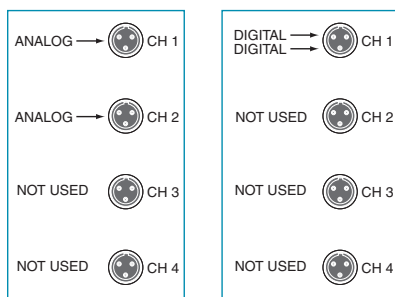 ANALOG CH 1
ANALOG CH 2
NOT USED CH 3
NOT USED CH 4
DIGITAL
DIGITAL CH 1
NOT USED CH 2
NOT USED CH 3
NOT USED CH 4